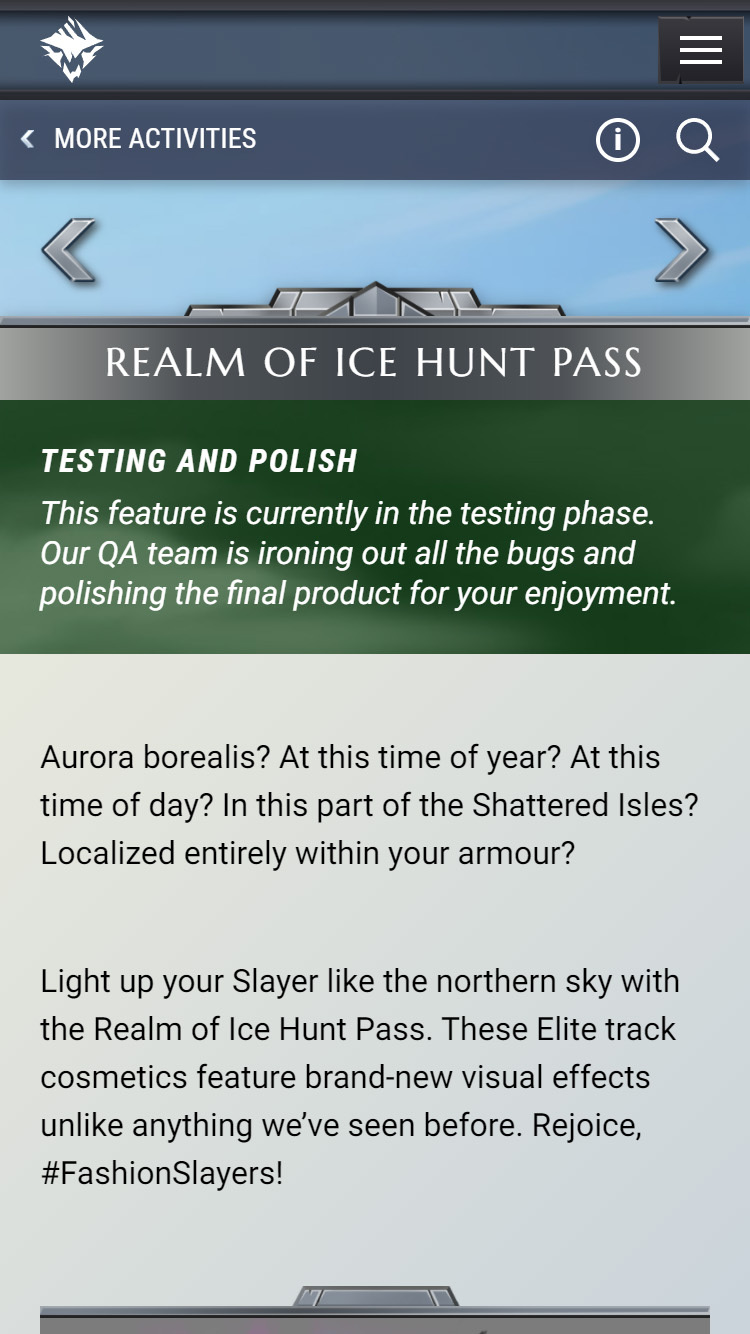 MORE ACTIVITIES
REALM OF ICE HUNT PASS
TESTING AND POLISH
This feature is currently in the testing phase.
Our QA team is ironing out all the bugs and
polishing the final product for your enjoyment.
Aurora borealis? At this time of year? At this
time of day? In this part of the Shattered Isles?
Localized entirely within your armour?
Light up your Slayer like the northern sky with
the Realm of Ice Hunt Pass. These Elite track
cosmetics feature brand-new visual effects
unlike anything we’ve seen before. Rejoice,
#FashionSlayers!